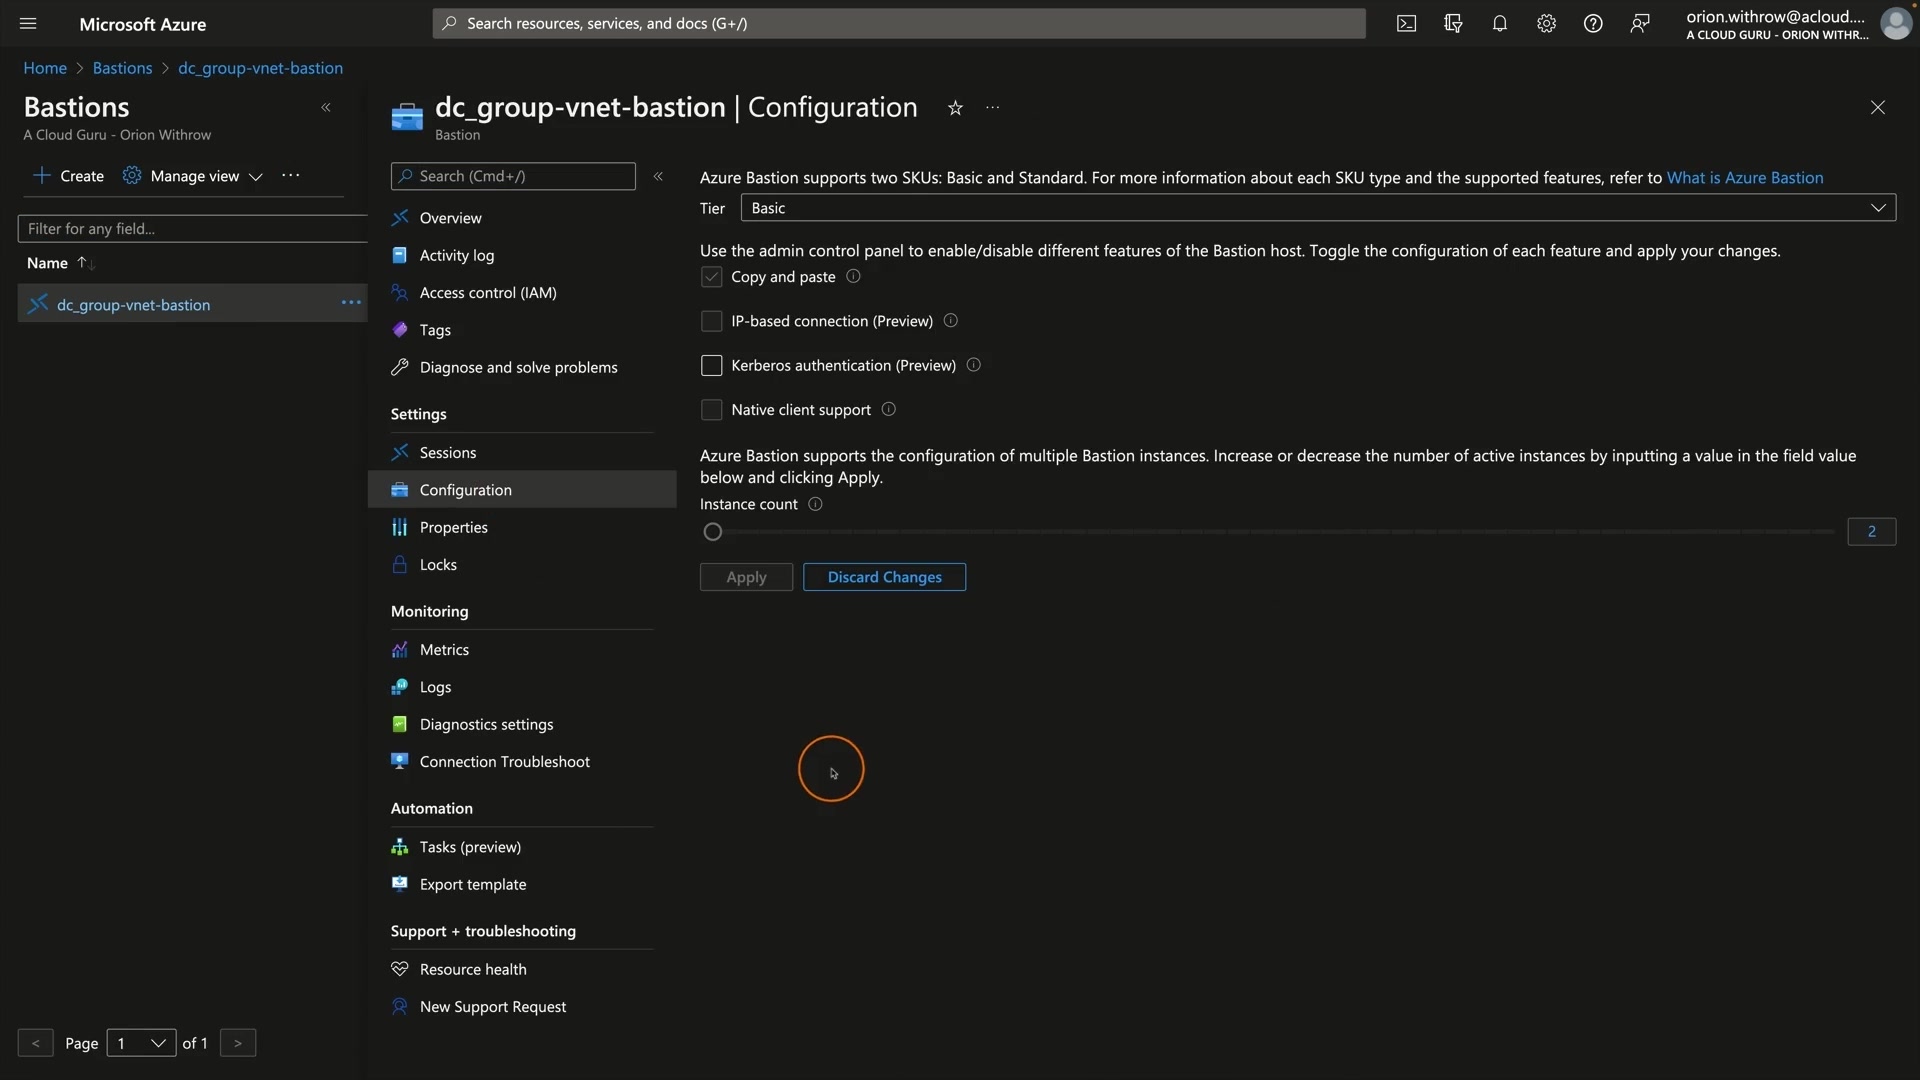 Microsoft Azure
Search resources, services, and docs (G+/)
orion.withrow@acloud....
A CLOUD GURU - ORION WITHR...
Home > Bastions > dc_group-vnet-bastion
Bastions
A Cloud Guru - Orion Withrow
Create
Manage view
Filter for any field...
Name
dc_group-vnet-bastion
Page 1 of 1
dc_group-vnet-bastion | Configuration
Bastion
Search (Cmd+/)
Overview
Activity log
Access control (IAM)
Tags
Diagnose and solve problems
Settings
Sessions
Configuration
Properties
Locks
Monitoring
Metrics
Logs
Diagnostics settings
Connection Troubleshoot
Automation
Tasks (preview)
Export template
Support + troubleshooting
Resource health
New Support Request
Azure Bastion supports two SKUs: Basic and Standard. For more information about each SKU type and the supported features, refer to What is Azure Bastion
Tier Basic
Use the admin control panel to enable/disable different features of the Bastion host. Toggle the configuration of each feature and apply your changes.
Copy and paste
IP-based connection (Preview)
Kerberos authentication (Preview)
Native client support
Azure Bastion supports the configuration of multiple Bastion instances. Increase or decrease the number of active instances by inputting a value in the field value
below and clicking Apply.
Instance count
2
Apply
Discard Changes